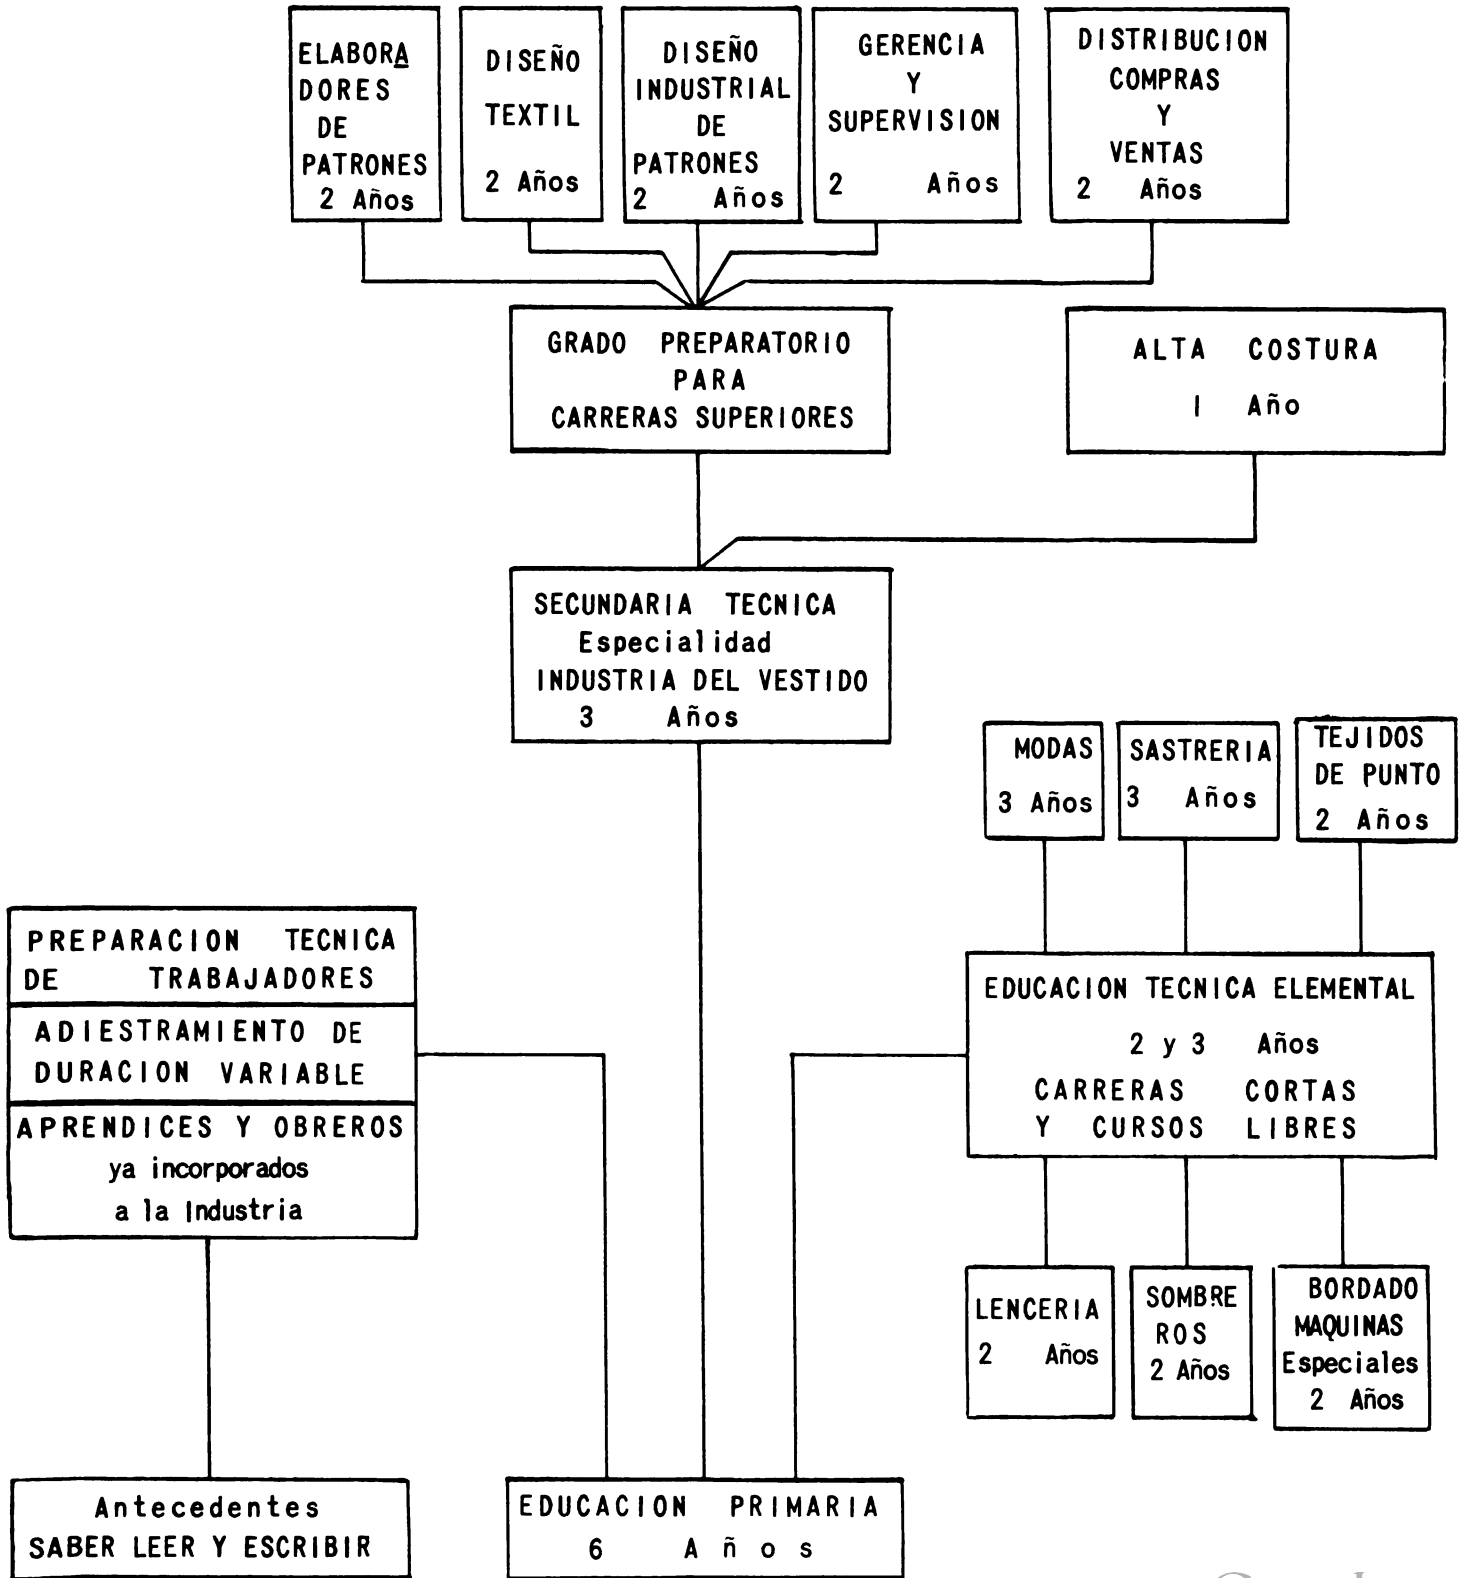 ELABORA
DORES
DE
PATRONES
2 Años
DISEÑO
TEXTIL
2 Años
DISEÑO
INDUSTRIAL
DE
PATRONES
2 Años
GERENCIA
Y
SUPERVISION
2 Años
DISTRIBUCION
COMPRAS
Y
VENTAS
2 Años
GRADO PREPARATORIO
PARA
CARRERAS SUPERIORES
ALTA COSTURA
1 Año
SECUNDARIA TECNICA
Especialidad
INDUSTRIA DEL VESTIDO
3 Años
MODAS
3 Años
SASTRERIA
3 Años
TEJIDOS
DE PUNTO
2 Años
PREPARACION TECNICA
DE TRABAJADORES
ADIESTRAMIENTO DE
DURACION VARIABLE
APRENDICES Y OBREROS
ya incorporados
a la Industria
EDUCACION TECNICA ELEMENTAL
2 y 3 Años
CARRERAS CORTAS
Y CURSOS LIBRES
LENCERIA
2 Años
SOMBRE
ROS
2 Años
BORDADO
MAQUINAS
Especiales
2 Años
Antecedentes
SABER LEER Y ESCRIBIR
EDUCACION PRIMARIA
6 Años